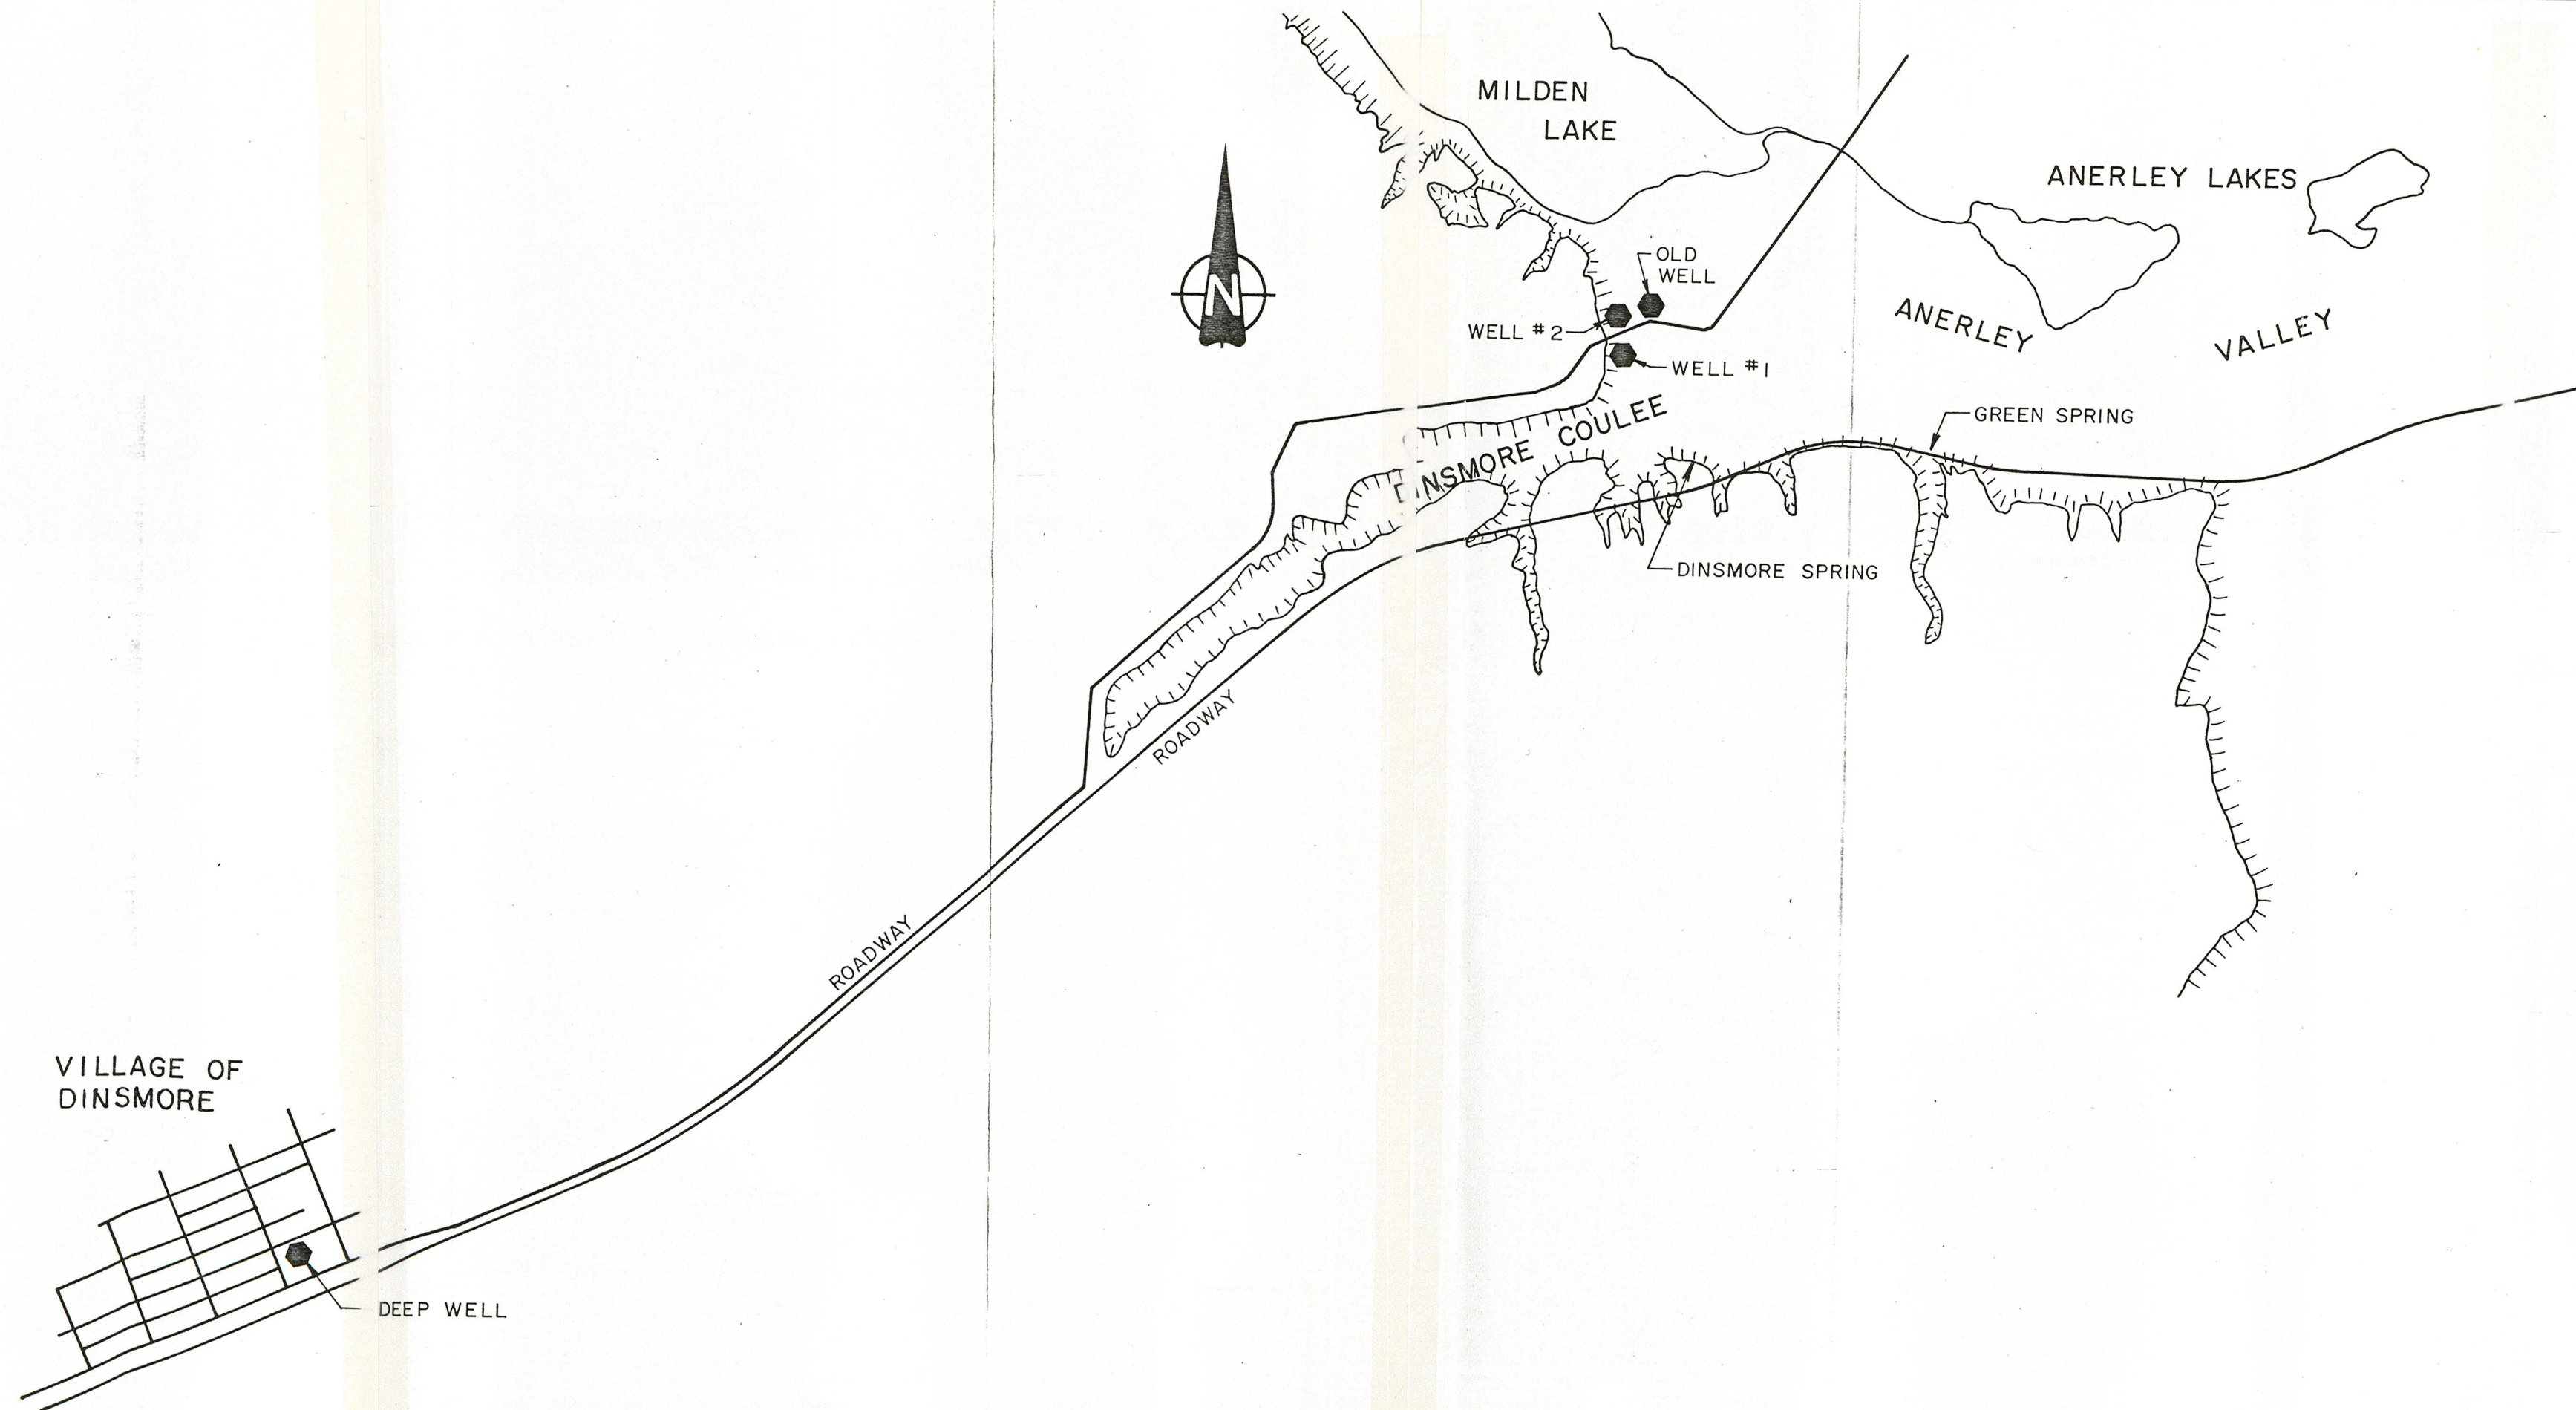 MILDEN
LAKE
ANERLEY LAKES
N
OLD
WELL
WELL #2
WELL #1
ANERLEY VALLEY
GREEN SPRING
DINSMORE COULEE
DINSMORE SPRING
ROADWAY
ROADWAY
VILLAGE OF
DINSMORE
DEEP WELL